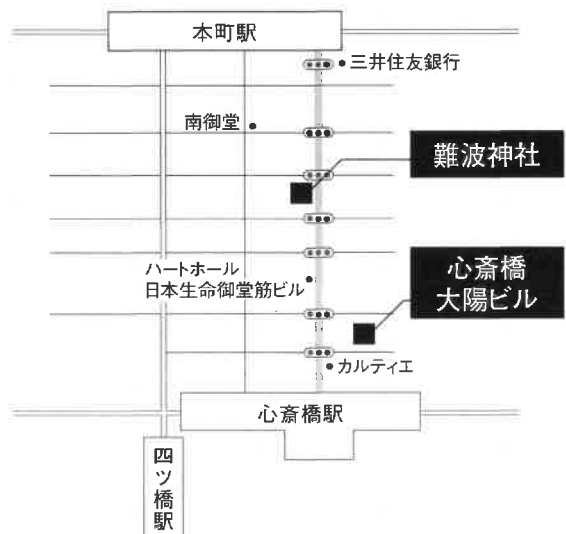 本町駅
三井住友銀行
南御堂
難波神社
ハートホール
日本生命御堂筋ビル
心斎橋
大陽ビル
カルティエ
心斎橋駅
四ツ橋駅